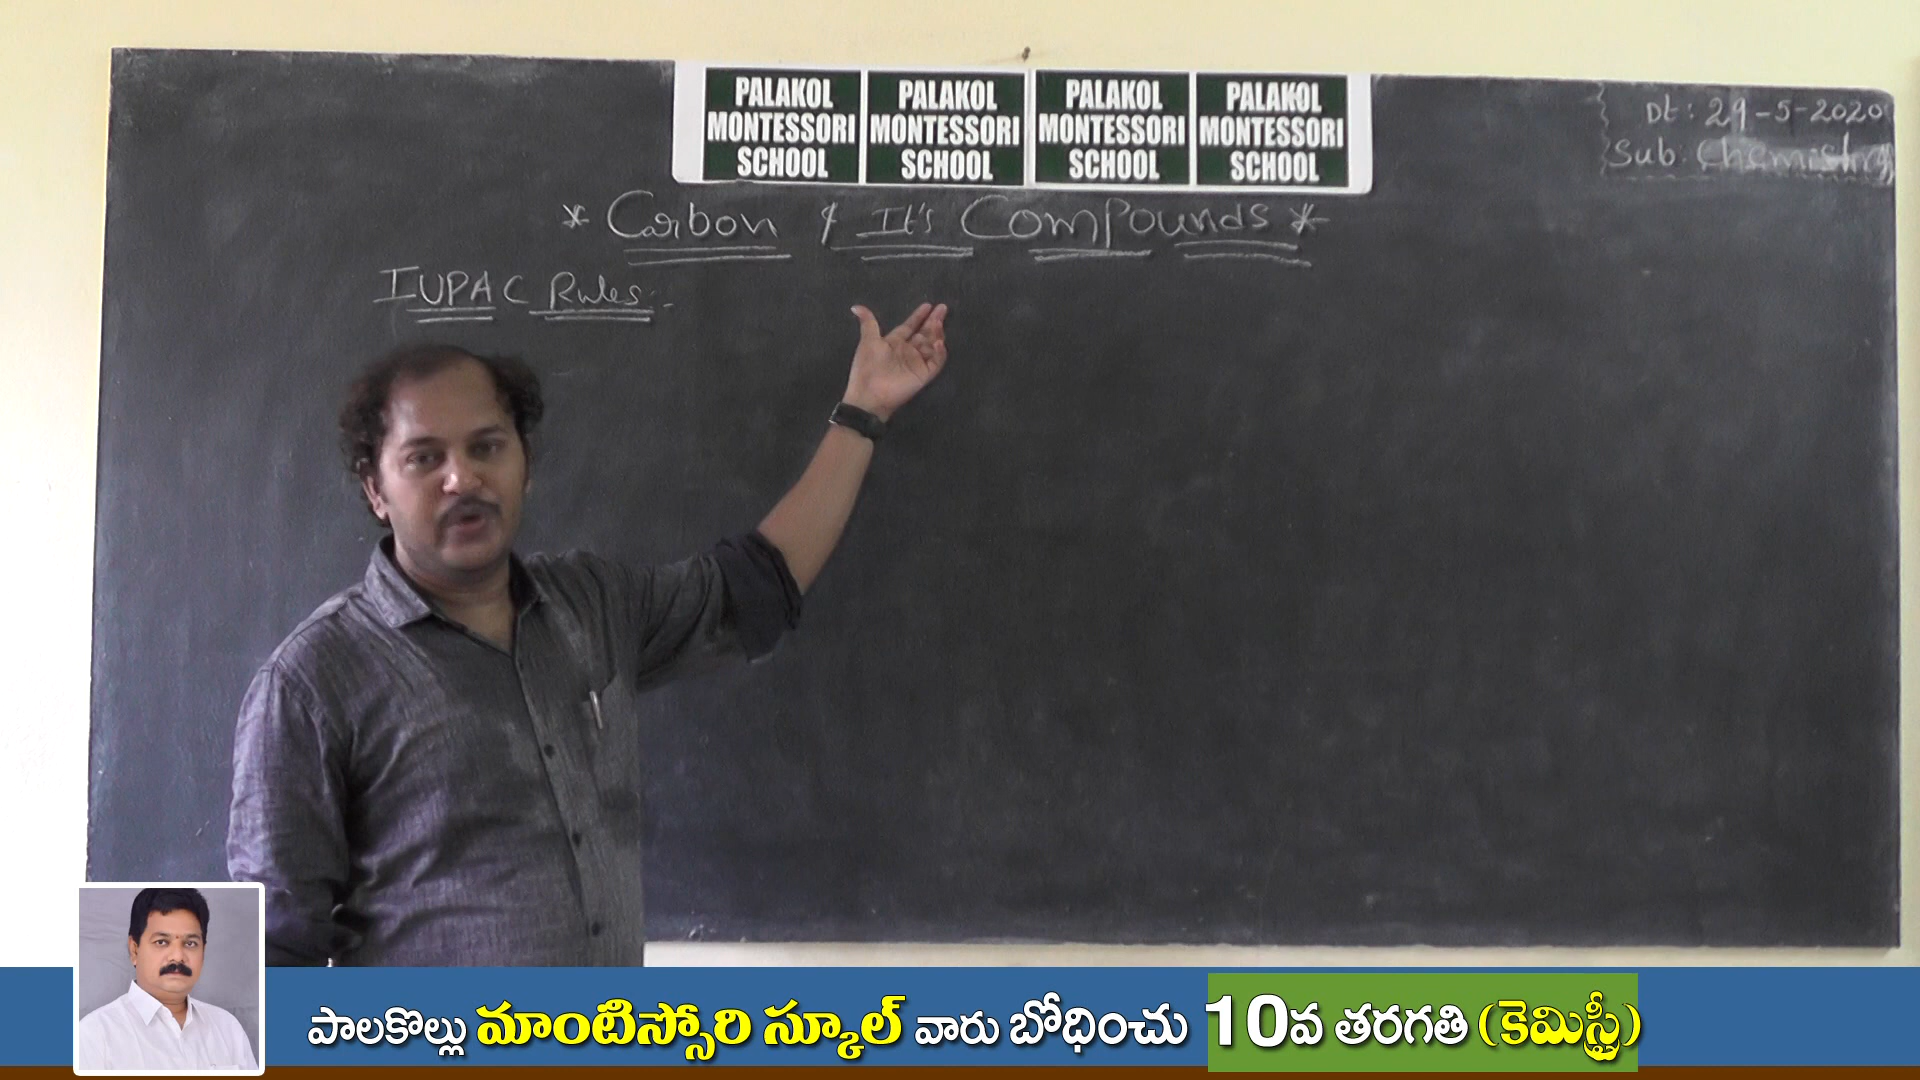 PALAKOL MONTESSORI SCHOOL
PALAKOL MONTESSORI SCHOOL
PALAKOL MONTESSORI SCHOOL
PALAKOL MONTESSORI SCHOOL
Dt: 29-5-2020
Sub: Chemistry
* Carbon & It's Compounds *
IUPAC Rules:-
పాలకొల్లు మాంటిస్సోరి స్కూల్ వారు బోధించు 10వ తరగతి (కెమిస్ట్రీ)